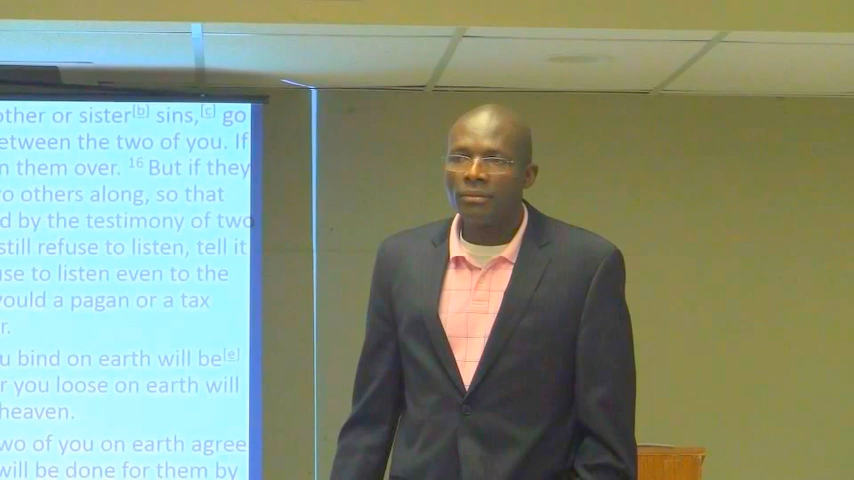 other or sister[b] sins,[c] go
etween the two of you. If
n them over. 16 But if they
o others along, so that
d by the testimony of two
still refuse to listen, tell it
use to listen even to the
would a pagan or a tax
r.
u bind on earth will be[e]
r you loose on earth will
heaven.
wo of you on earth agree
will be done for them by